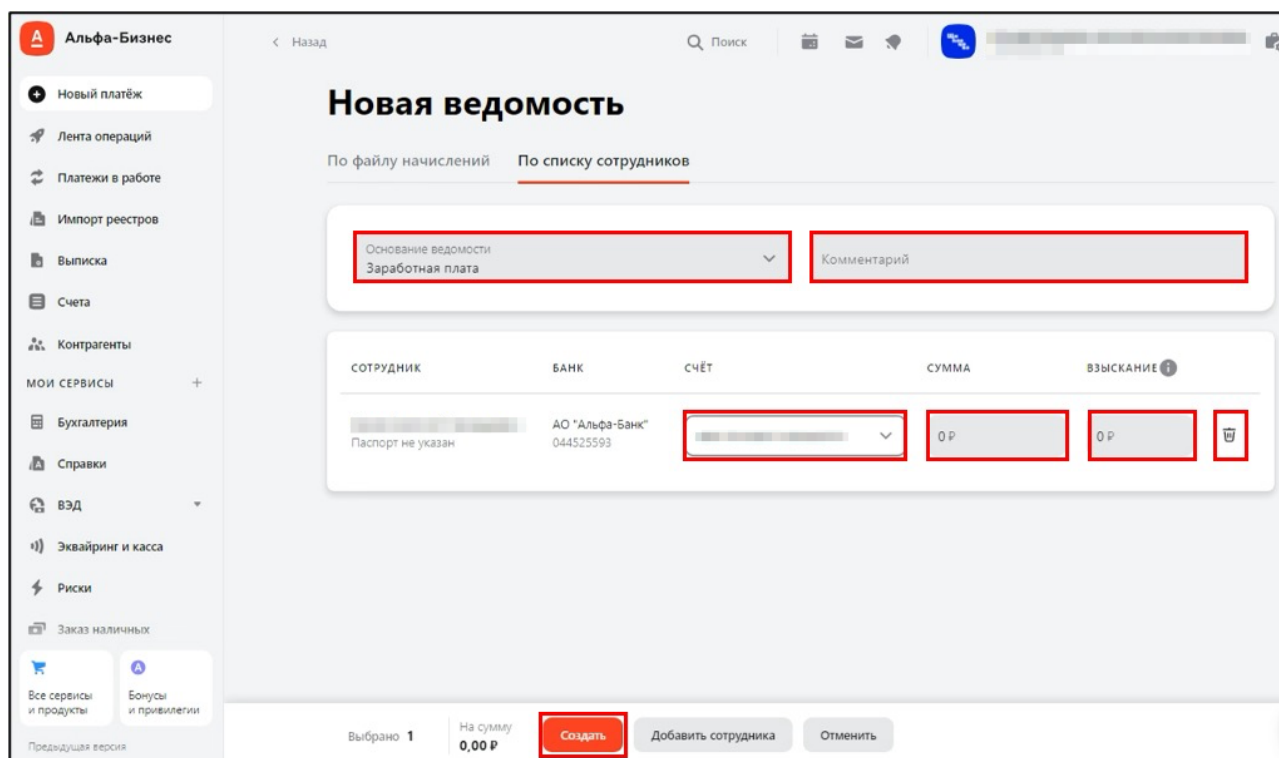 Альфа-Бизнес
Назад
Поиск
Новый платёж
Лента операций
Платежи в работе
Импорт реестров
Выписка
Счета
Контрагенты
МОИ СЕРВИСЫ
Бухгалтерия
Справки
ВЭД
Эквайринг и касса
Риски
Заказ наличных
Все сервисы
и продукты
Бонусы
и привилегии
Предыдущая версия
Новая ведомость
По файлу начислений
По списку сотрудников
Основание ведомости
Заработная плата
Комментарий
СОТРУДНИК БАНК СЧЁТ СУММА ВЗЫСКАНИЕ
АО "Альфа-Банк"
Паспорт не указан 044525593
0 ₽ 0 ₽
Выбрано 1
На сумму
0,00 ₽
Создать
Добавить сотрудника
Отменить